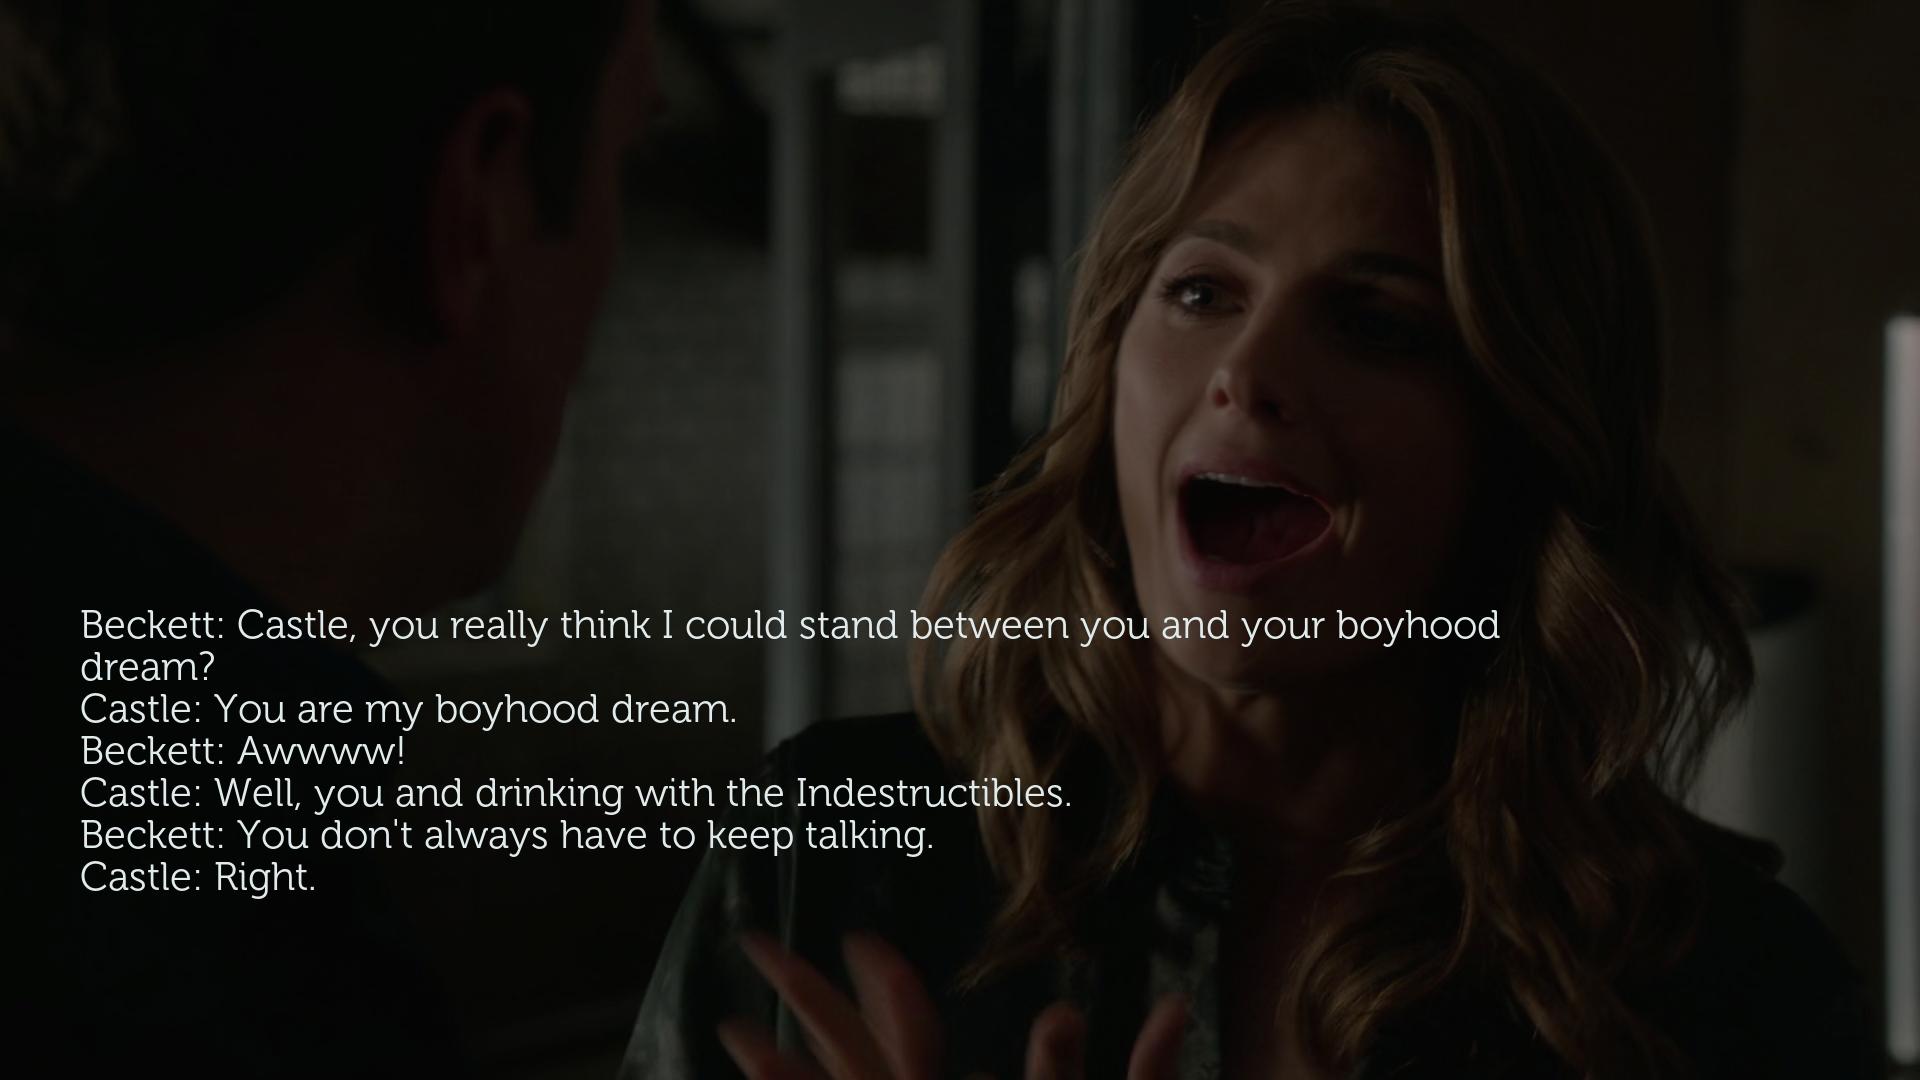 Beckett: Castle, you really think I could stand between you and your boyhood
dream?
Castle: You are my boyhood dream.
Beckett: Awwww!
Castle: Well, you and drinking with the Indestructibles.
Beckett: You don't always have to keep talking.
Castle: Right.